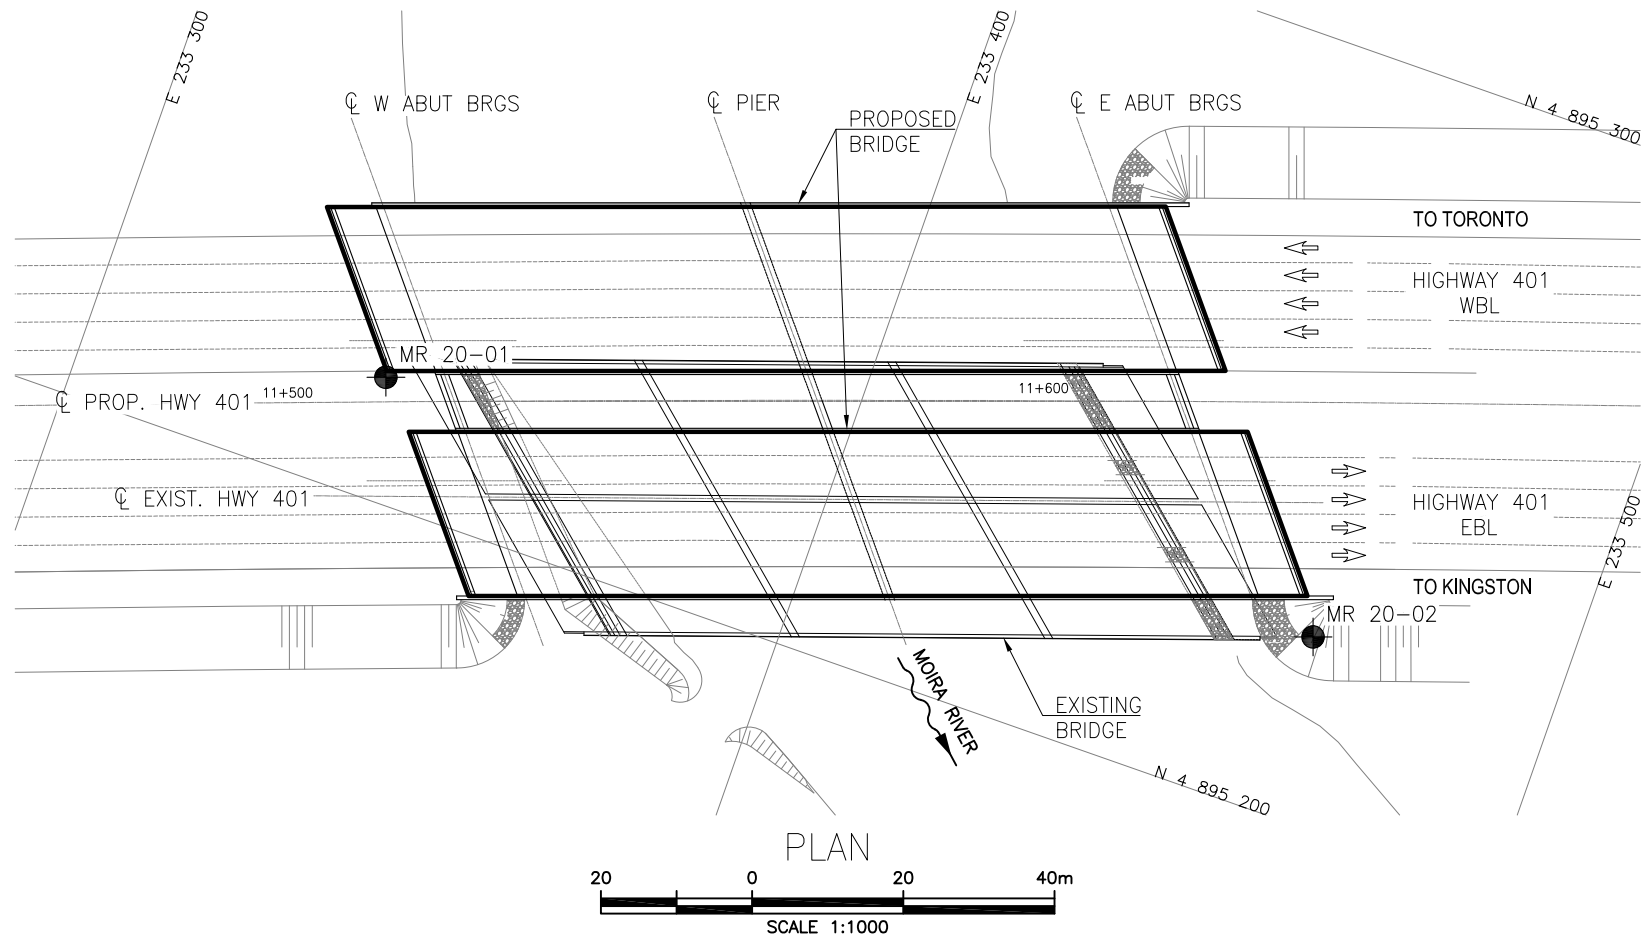 E 233 300
E 233 400
℄ W ABUT BRGS
℄ PIER
℄ E ABUT BRGS
N 4 895 300
PROPOSED
BRIDGE
TO TORONTO
HIGHWAY 401
WBL
MR 20-01
11+500
11+600
℄ PROP. HWY 401
℄ EXIST. HWY 401
HIGHWAY 401
EBL
E 233 500
TO KINGSTON
MR 20-02
MOIRA RIVER
EXISTING
BRIDGE
N 4 895 200
PLAN
20 0 20 40m
SCALE 1:1000